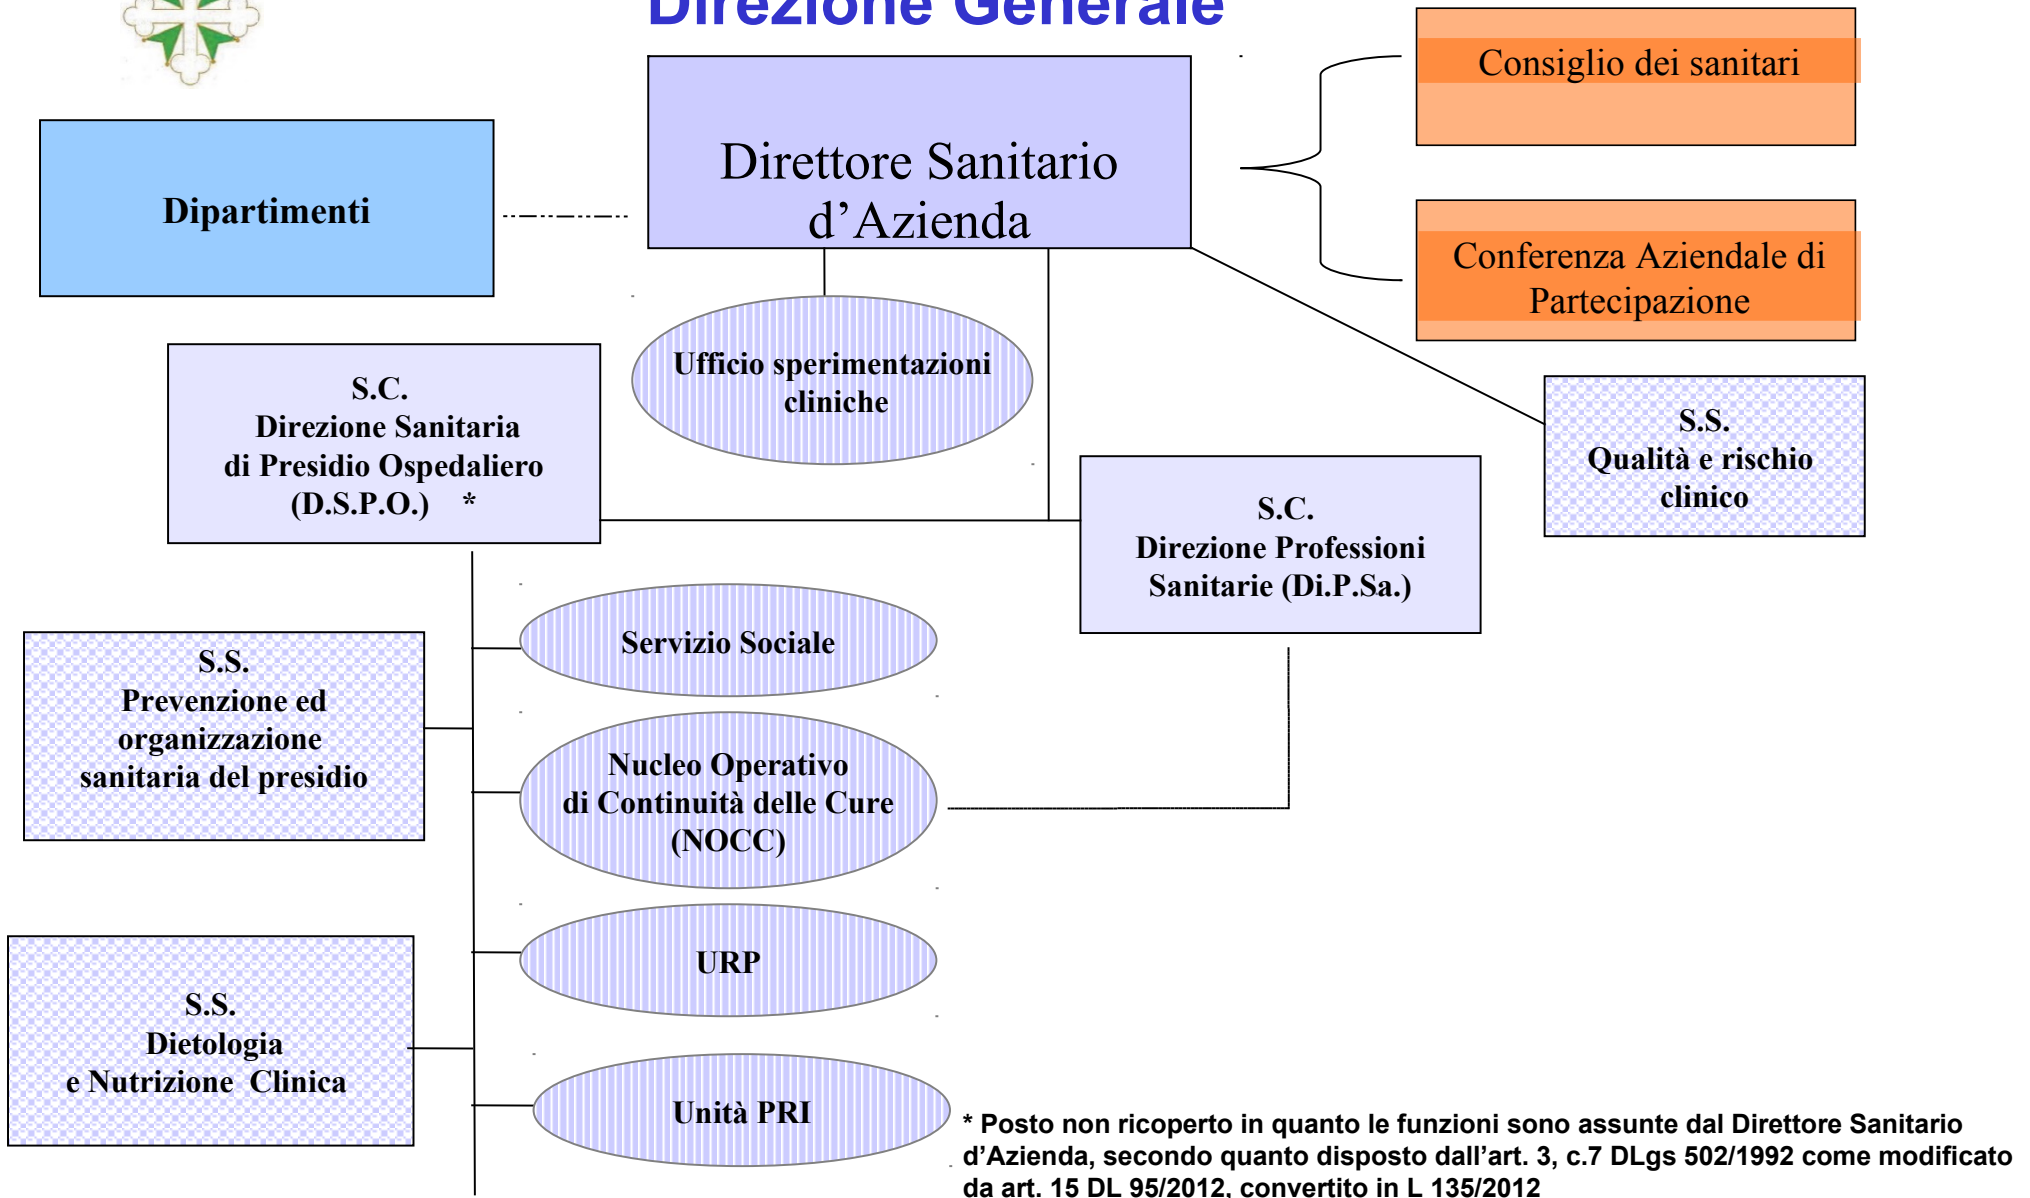 Direzione Generale
Consiglio dei sanitari
Direttore Sanitario
d’Azienda
Dipartimenti
Conferenza Aziendale di
Partecipazione
Ufficio sperimentazioni
cliniche
S.C.
Direzione Sanitaria
di Presidio Ospedaliero
(D.S.P.O.) *
S.S.
Qualità e rischio
clinico
S.C.
Direzione Professioni
Sanitarie (Di.P.Sa.)
Servizio Sociale
S.S.
Prevenzione ed
organizzazione
sanitaria del presidio
Nucleo Operativo
di Continuità delle Cure
(NOCC)
URP
S.S.
Dietologia
e Nutrizione Clinica
Unità PRI
* Posto non ricoperto in quanto le funzioni sono assunte dal Direttore Sanitario
d’Azienda, secondo quanto disposto dall’art. 3, c.7 DLgs 502/1992 come modificato
da art. 15 DL 95/2012, convertito in L 135/2012